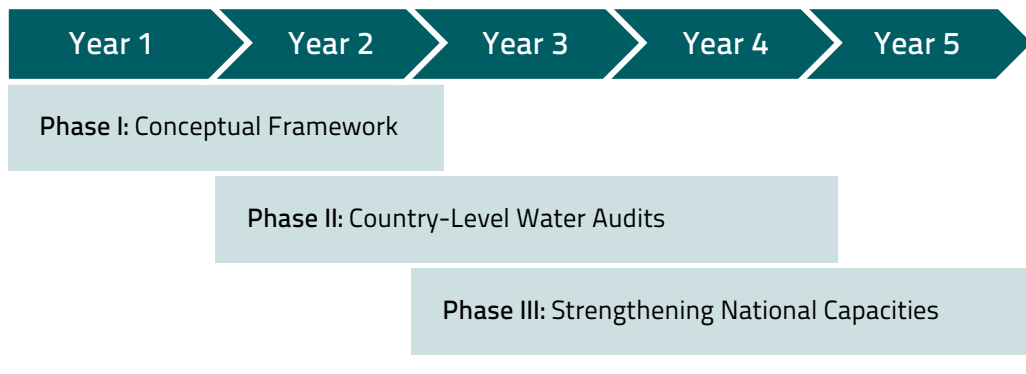 Year 1 Year 2 Year 3 Year 4 Year 5
Phase I: Conceptual Framework
Phase II: Country-Level Water Audits
Phase III: Strengthening National Capacities